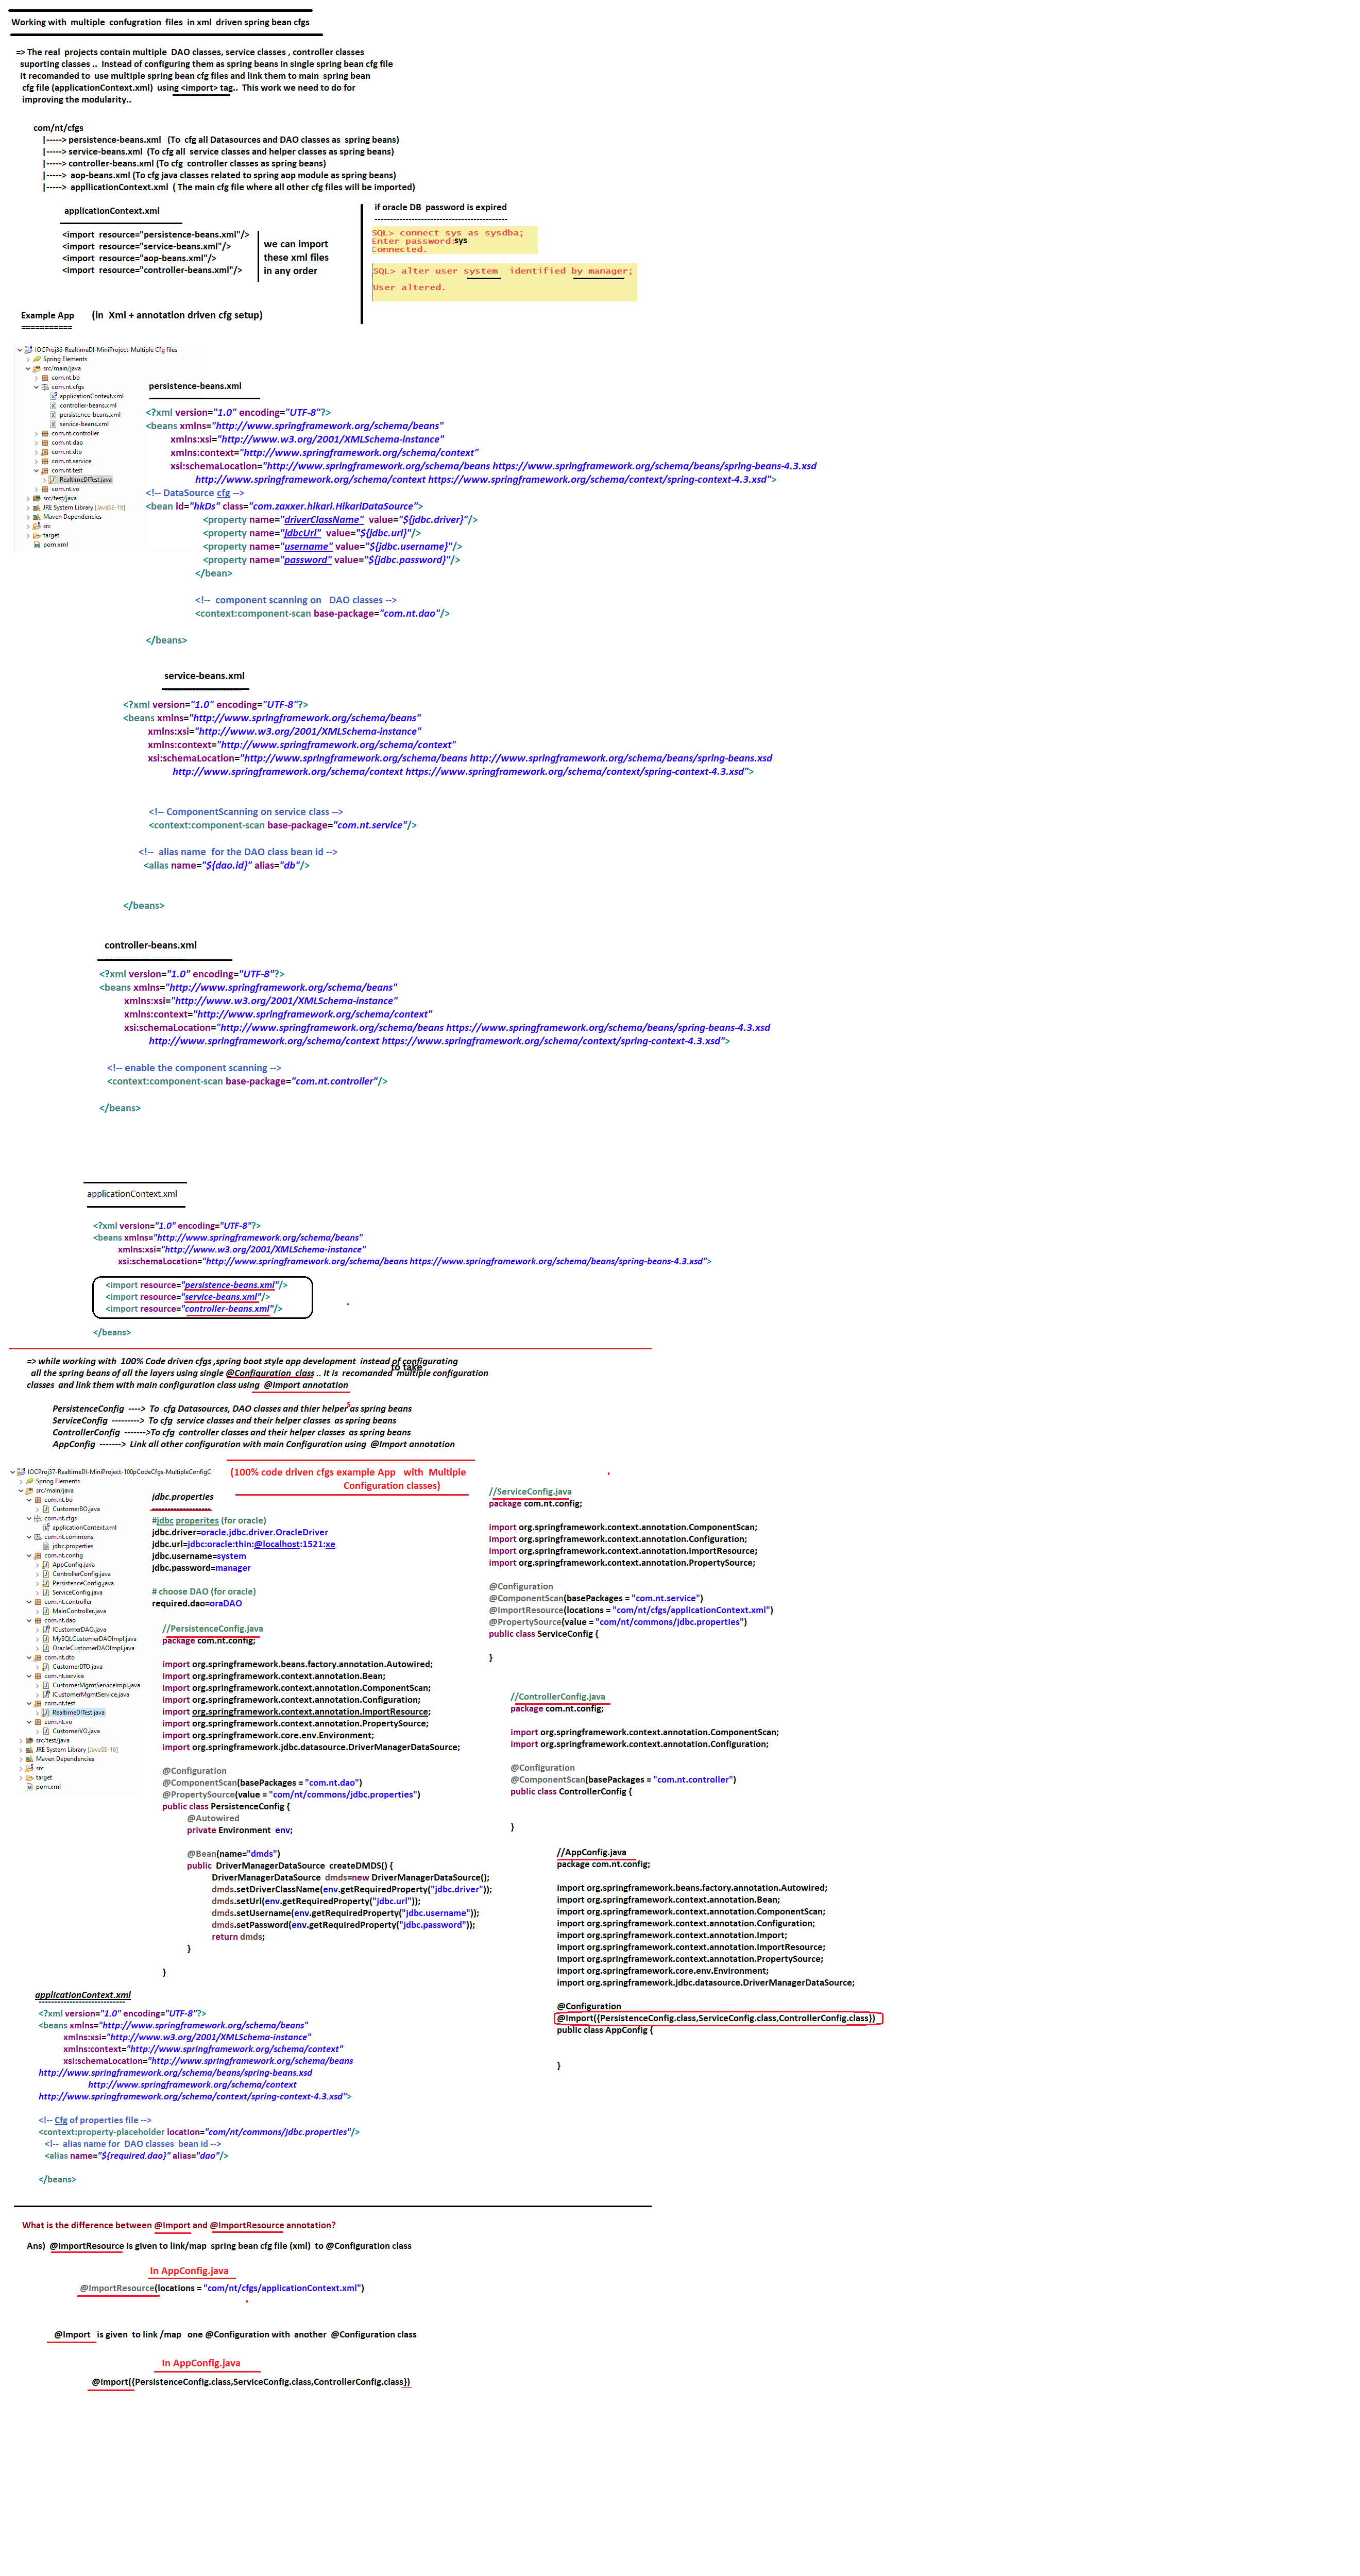 Working with multiple confugration files in xml driven spring bean cfgs
=> The real projects contain multiple DAO classes, service classes , controller classes
suporting classes .. Instead of configuring them as spring beans in single spring bean cfg file
it recomanded to use multiple spring bean cfg files and link them to main spring bean
cfg file (applicationContext.xml) using <import> tag.. This work we need to do for
improving the modularity..
com/nt/cfgs
|-----> persistence-beans.xml (To cfg all Datasources and DAO classes as spring beans)
|-----> service-beans.xml (To cfg all service classes and helper classes as spring beans)
|-----> controller-beans.xml (To cfg controller classes as spring beans)
|-----> aop-beans.xml (To cfg java classes related to spring aop module as spring beans)
|-----> appllicationContext.xml ( The main cfg file where all other cfg files will be imported)
applicationContext.xml
<import resource="persistence-beans.xml"/>
<import resource="service-beans.xml"/>
<import resource="aop-beans.xml"/>
<import resource="controller-beans.xml"/>
we can import
these xml files
in any order
if oracle DB password is expired
-------------------------------------------
SQL> connect sys as sysdba;
Enter password:sys
Connected.
SQL> alter user system identified by manager;
User altered.
Example App (in Xml + annotation driven cfg setup)
===========
IOCProj36-RealtimeDI-MiniProject-Multiple Cfg files
Spring Elements
src/main/java
com.nt.bo
com.nt.cfgs
applicationContext.xml
controller-beans.xml
persistence-beans.xml
service-beans.xml
com.nt.controller
com.nt.dao
com.nt.dto
com.nt.service
com.nt.test
RealtimeDITest.java
com.nt.vo
src/test/java
JRE System Library [JavaSE-16]
Maven Dependencies
src
target
pom.xml
persistence-beans.xml
<?xml version="1.0" encoding="UTF-8"?>
<beans xmlns="http://www.springframework.org/schema/beans"
xmlns:xsi="http://www.w3.org/2001/XMLSchema-instance"
xmlns:context="http://www.springframework.org/schema/context"
xsi:schemaLocation="http://www.springframework.org/schema/beans https://www.springframework.org/schema/beans/spring-beans-4.3.xsd
http://www.springframework.org/schema/context https://www.springframework.org/schema/context/spring-context-4.3.xsd">
<!-- DataSource cfg -->
<bean id="hkDs" class="com.zaxxer.hikari.HikariDataSource">
<property name="driverClassName" value="${jdbc.driver}"/>
<property name="jdbcUrl" value="${jdbc.url}"/>
<property name="username" value="${jdbc.username}"/>
<property name="password" value="${jdbc.password}"/>
</bean>
<!-- component scanning on DAO classes -->
<context:component-scan base-package="com.nt.dao"/>
</beans>
service-beans.xml
-------------------------
<?xml version="1.0" encoding="UTF-8"?>
<beans xmlns="http://www.springframework.org/schema/beans"
xmlns:xsi="http://www.w3.org/2001/XMLSchema-instance"
xmlns:context="http://www.springframework.org/schema/context"
xsi:schemaLocation="http://www.springframework.org/schema/beans http://www.springframework.org/schema/beans/spring-beans.xsd
http://www.springframework.org/schema/context https://www.springframework.org/schema/context/spring-context-4.3.xsd">
<!-- ComponentScanning on service class -->
<context:component-scan base-package="com.nt.service"/>
<!-- alias name for the DAO class bean id -->
<alias name="${dao.id}" alias="db"/>
</beans>
controller-beans.xml
--------------------------
<?xml version="1.0" encoding="UTF-8"?>
<beans xmlns="http://www.springframework.org/schema/beans"
xmlns:xsi="http://www.w3.org/2001/XMLSchema-instance"
xmlns:context="http://www.springframework.org/schema/context"
xsi:schemaLocation="http://www.springframework.org/schema/beans https://www.springframework.org/schema/beans/spring-beans-4.3.xsd
http://www.springframework.org/schema/context https://www.springframework.org/schema/context/spring-context-4.3.xsd">
<!-- enable the component scanning -->
<context:component-scan base-package="com.nt.controller"/>
</beans>
applicationContext.xml
<?xml version="1.0" encoding="UTF-8"?>
<beans xmlns="http://www.springframework.org/schema/beans"
xmlns:xsi="http://www.w3.org/2001/XMLSchema-instance"
xsi:schemaLocation="http://www.springframework.org/schema/beans https://www.springframework.org/schema/beans/spring-beans-4.3.xsd">
<import resource="persistence-beans.xml"/>
<import resource="service-beans.xml"/>
<import resource="controller-beans.xml"/>
</beans>
=> while working with 100% Code driven cfgs ,spring boot style app development instead of configurating
to take
all the spring beans of all the layers using single @Configuration class .. It is recomanded multiple configuration
classes and link them with main configuration class using @Import annotation
s
PersistenceConfig ----> To cfg Datasources, DAO classes and thier helper as spring beans
ServiceConfig ---------> To cfg service classes and their helper classes as spring beans
ControllerConfig ------->To cfg controller classes and their helper classes as spring beans
AppConfig -------> Link all other configuration with main Configuration using @Import annotation
IOCProj37-RealtimeDI-MiniProject-100pCodeCfgs-MultipleConfigC
Spring Elements
src/main/java
com.nt.bo
CustomerBO.java
com.nt.cfgs
applicationContext.xml
com.nt.commons
jdbc.properties
com.nt.config
AppConfig.java
ControllerConfig.java
PersistenceConfig.java
ServiceConfig.java
com.nt.controller
MainController.java
com.nt.dao
ICustomerDAO.java
MySQLCustomerDAOImpl.java
OracleCustomerDAOImpl.java
com.nt.dto
CustomerDTO.java
com.nt.service
CustomerMgmtServiceImpl.java
ICustomerMgmtService.java
com.nt.test
RealtimeDITest.java
com.nt.vo
CustomerVO.java
src/test/java
JRE System Library [JavaSE-16]
Maven Dependencies
src
target
pom.xml
(100% code driven cfgs example App with Multiple
Configuration classes)
jdbc.properties
--------------------
#jdbc properites (for oracle)
jdbc.driver=oracle.jdbc.driver.OracleDriver
jdbc.url=jdbc:oracle:thin:@localhost:1521:xe
jdbc.username=system
jdbc.password=manager
# choose DAO (for oracle)
required.dao=oraDAO
//PersistenceConfig.java
package com.nt.config;
import org.springframework.beans.factory.annotation.Autowired;
import org.springframework.context.annotation.Bean;
import org.springframework.context.annotation.ComponentScan;
import org.springframework.context.annotation.Configuration;
import org.springframework.context.annotation.ImportResource;
import org.springframework.context.annotation.PropertySource;
import org.springframework.core.env.Environment;
import org.springframework.jdbc.datasource.DriverManagerDataSource;
@Configuration
@ComponentScan(basePackages = "com.nt.dao")
@PropertySource(value = "com/nt/commons/jdbc.properties")
public class PersistenceConfig {
@Autowired
private Environment env;
@Bean(name="dmds")
public DriverManagerDataSource createDMDS() {
DriverManagerDataSource dmds=new DriverManagerDataSource();
dmds.setDriverClassName(env.getRequiredProperty("jdbc.driver"));
dmds.setUrl(env.getRequiredProperty("jdbc.url"));
dmds.setUsername(env.getRequiredProperty("jdbc.username"));
dmds.setPassword(env.getRequiredProperty("jdbc.password"));
return dmds;
}
}
//ServiceConfig.java
package com.nt.config;
import org.springframework.context.annotation.ComponentScan;
import org.springframework.context.annotation.Configuration;
import org.springframework.context.annotation.ImportResource;
import org.springframework.context.annotation.PropertySource;
@Configuration
@ComponentScan(basePackages = "com.nt.service")
@ImportResource(locations = "com/nt/cfgs/applicationContext.xml")
@PropertySource(value = "com/nt/commons/jdbc.properties")
public class ServiceConfig {
}
//ControllerConfig.java
package com.nt.config;
import org.springframework.context.annotation.ComponentScan;
import org.springframework.context.annotation.Configuration;
@Configuration
@ComponentScan(basePackages = "com.nt.controller")
public class ControllerConfig {
}
//AppConfig.java
package com.nt.config;
import org.springframework.beans.factory.annotation.Autowired;
import org.springframework.context.annotation.Bean;
import org.springframework.context.annotation.ComponentScan;
import org.springframework.context.annotation.Configuration;
import org.springframework.context.annotation.Import;
import org.springframework.context.annotation.ImportResource;
import org.springframework.context.annotation.PropertySource;
import org.springframework.core.env.Environment;
import org.springframework.jdbc.datasource.DriverManagerDataSource;
@Configuration
@Import({PersistenceConfig.class,ServiceConfig.class,ControllerConfig.class})
public class AppConfig {
}
applicationContext.xml
-----------------------------
<?xml version="1.0" encoding="UTF-8"?>
<beans xmlns="http://www.springframework.org/schema/beans"
xmlns:xsi="http://www.w3.org/2001/XMLSchema-instance"
xmlns:context="http://www.springframework.org/schema/context"
xsi:schemaLocation="http://www.springframework.org/schema/beans
http://www.springframework.org/schema/beans/spring-beans.xsd
http://www.springframework.org/schema/context
http://www.springframework.org/schema/context/spring-context-4.3.xsd">
<!-- Cfg of properties file -->
<context:property-placeholder location="com/nt/commons/jdbc.properties"/>
<!-- alias name for DAO classes bean id -->
<alias name="${required.dao}" alias="dao"/>
</beans>
What is the difference between @Import and @ImportResource annotation?
Ans) @ImportResource is given to link/map spring bean cfg file (xml) to @Configuration class
In AppConfig.java
@ImportResource(locations = "com/nt/cfgs/applicationContext.xml")
@Import is given to link /map one @Configuration with another @Configuration class
In AppConfig.java
@Import({PersistenceConfig.class,ServiceConfig.class,ControllerConfig.class})